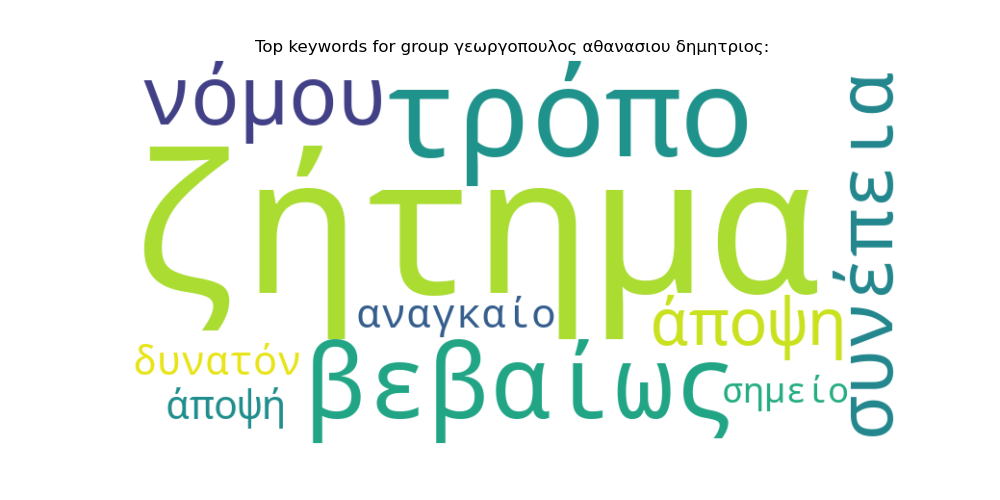 Top keywords for group γεωργοπουλος αθανασιου δημητριος:
νόμου
τρόπο
ζήτημα
συνέπεια
αναγκαίο
άποψη
δυνατόν
βεβαίως
άποψή
σημείο